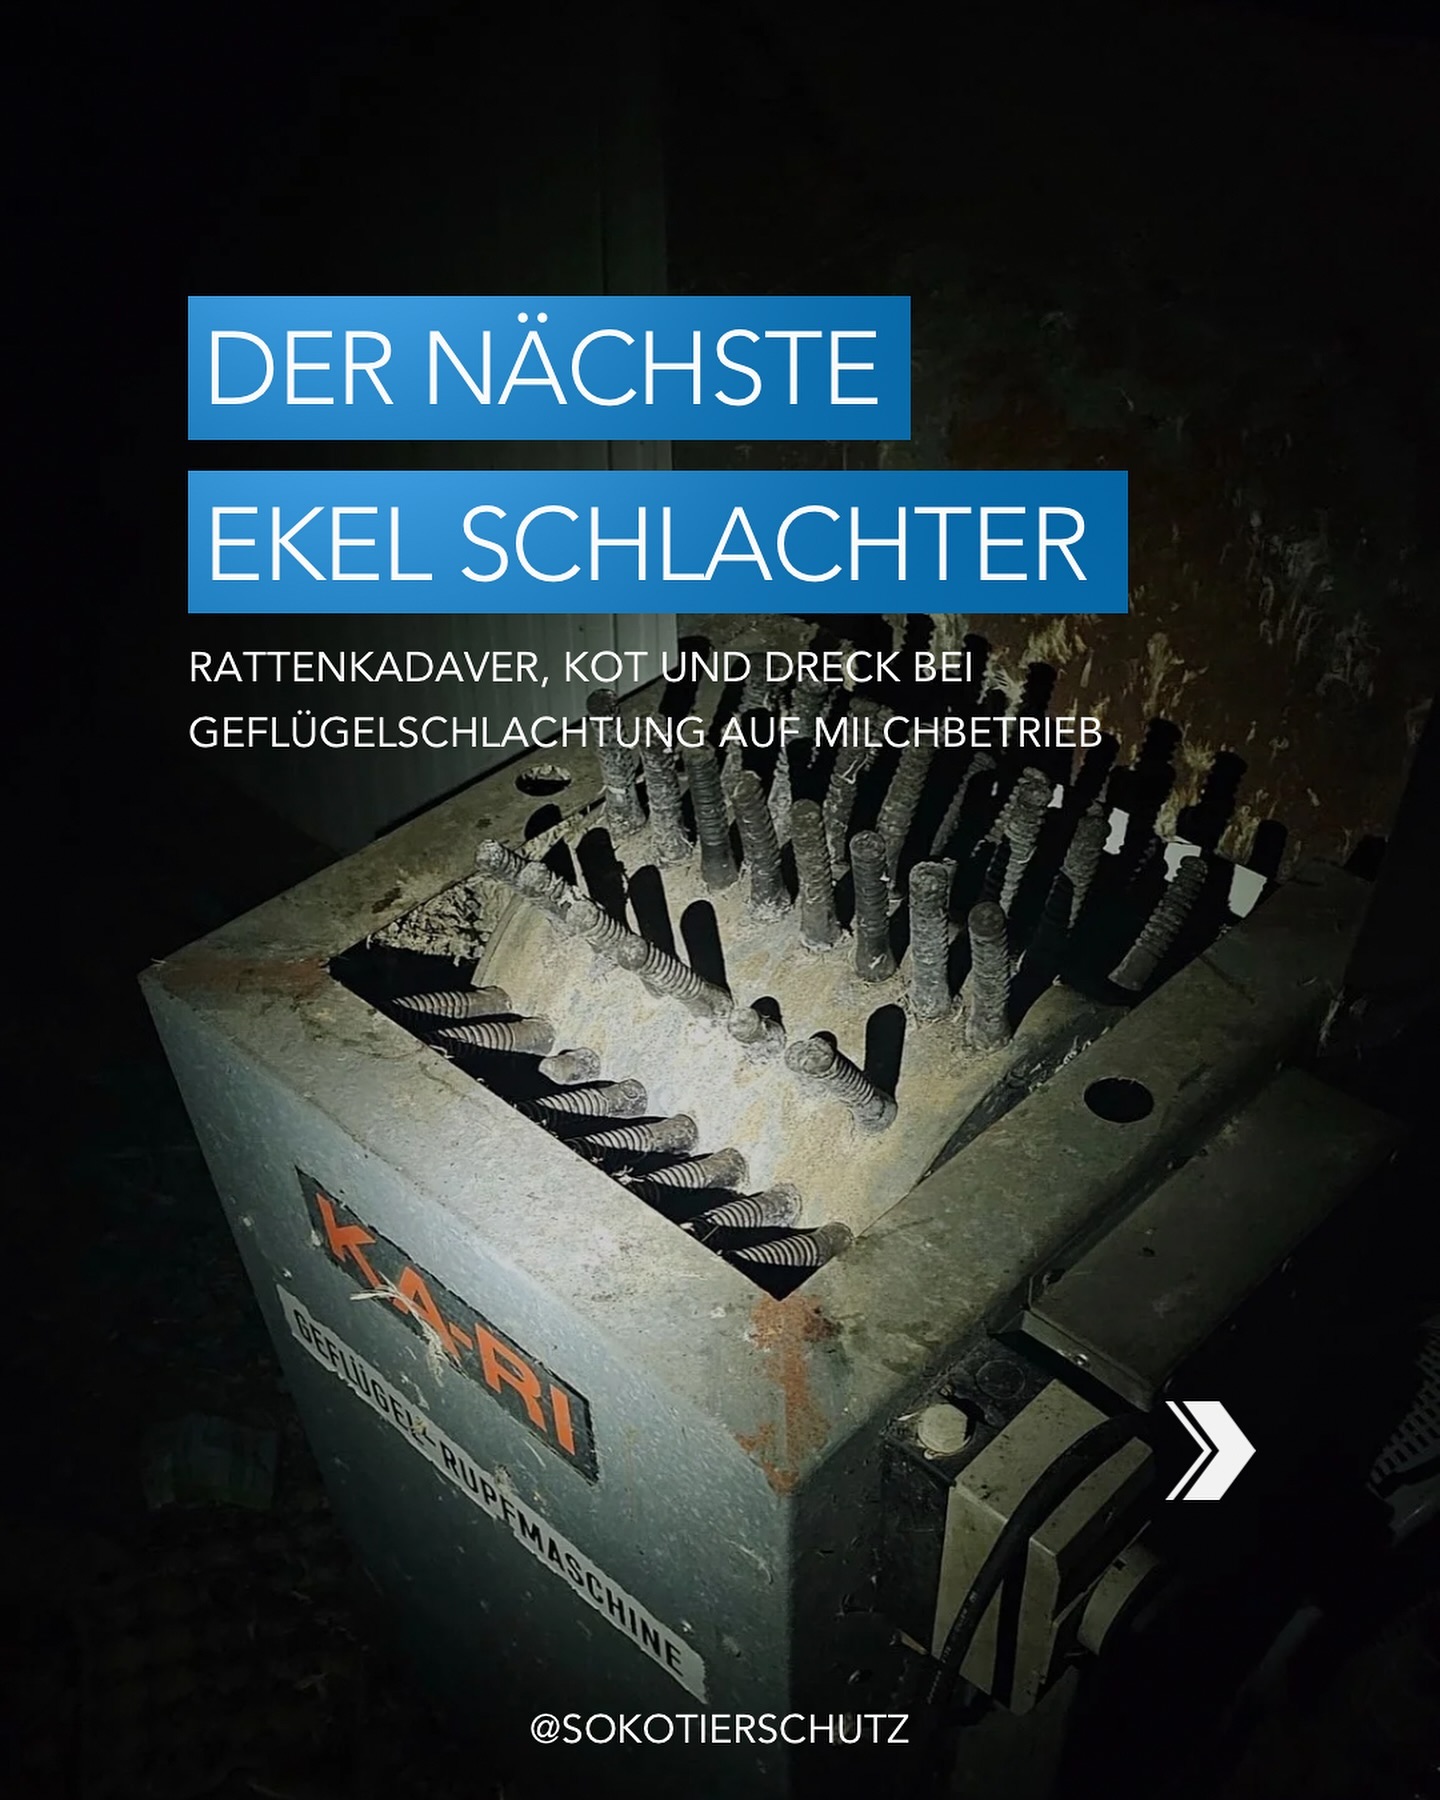 DER NÄCHSTE
EKEL SCHLACHTER
RATTENKADAVER, KOT UND DRECK BEI
GEFLÜGELSCHLACHTUNG AUF MILCHBETRIEB
KA-RI
GEFLÜGEL-RUPFMASCHINE
@SOKOTIERSCHUTZ